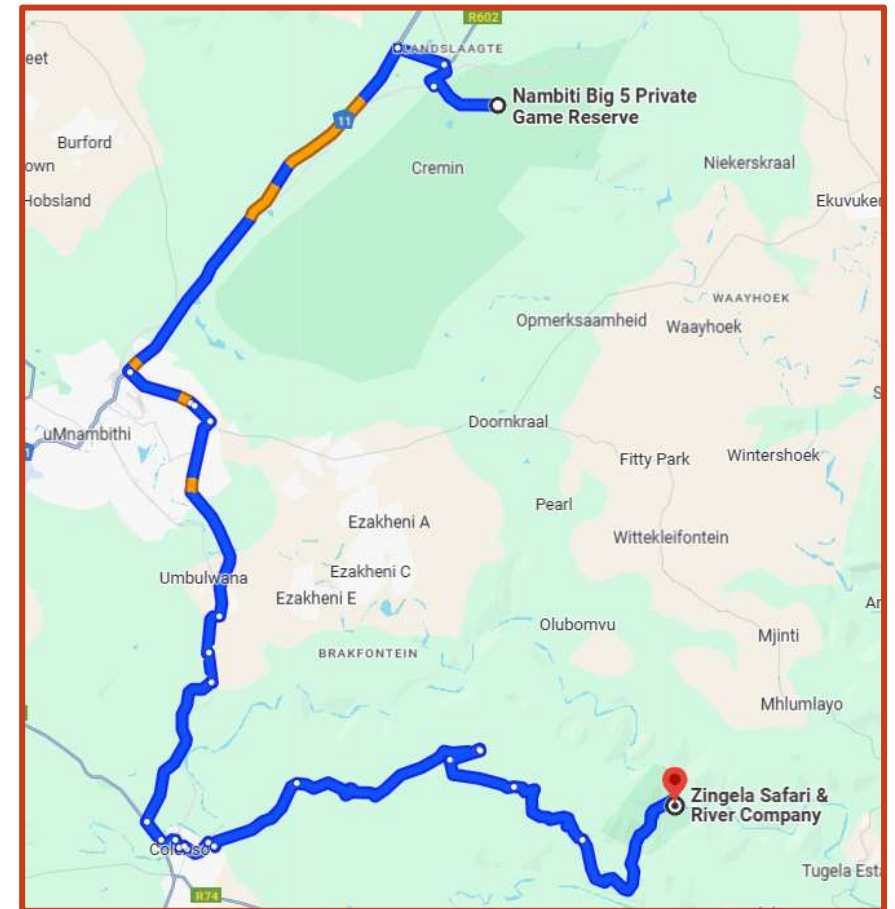 R602
LANDSLAAGTE
eet
Nambiti Big 5 Private
Game Reserve
11
Burford
own
Cremin
Niekerskraal
Hobsland
Ekuvuke
WAAYHOEK
Opmerksaamheid
Waayhoek
Doornkraal
uMnambithi
Fitty Park
Wintershoek
Pearl
Ezakheni A
Wittekleifontein
Ezakheni C
Umbulwana
Ezakheni E
Olubomvu
Mjinti
BRAKFONTEIN
Mhlumlayo
Zingela Safari &
River Company
Colenso
Tugela Esta
R74